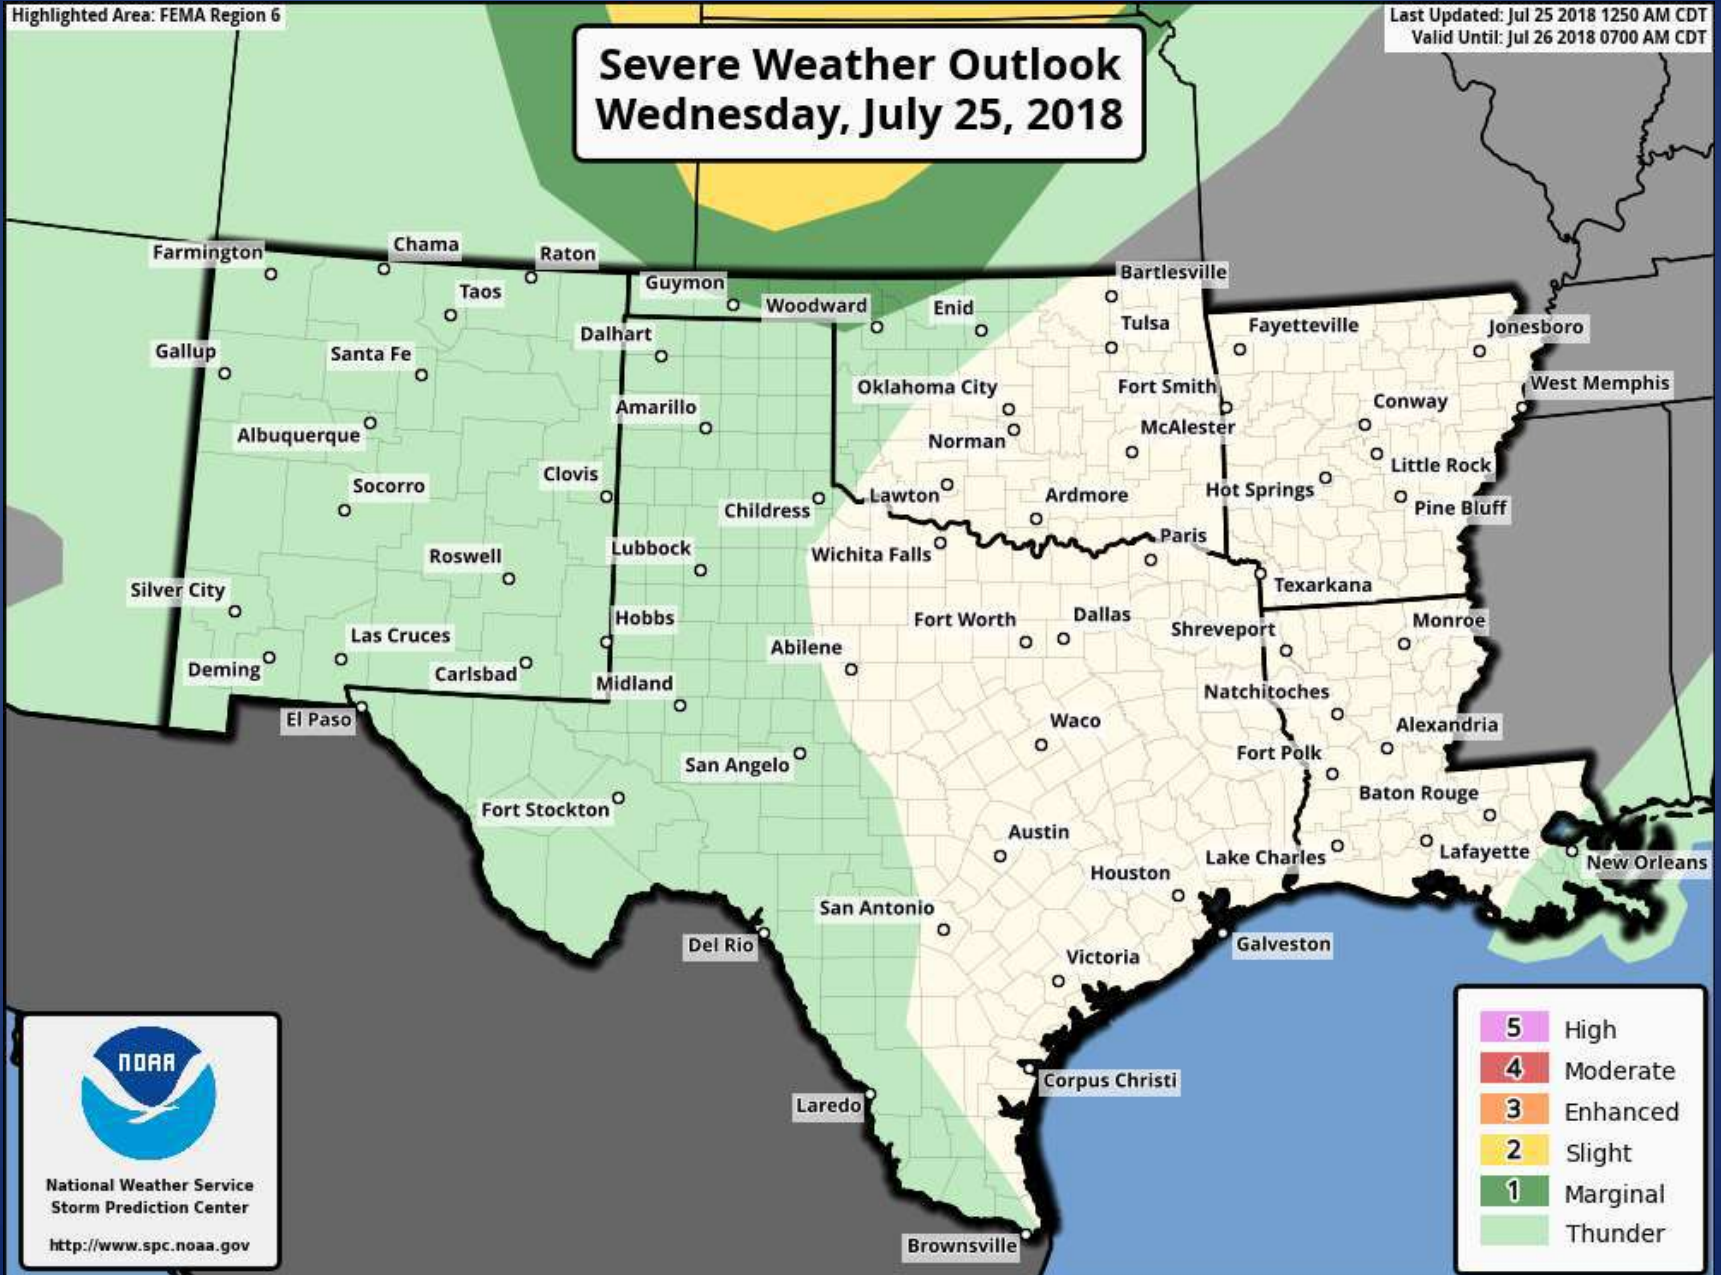 Highlighted Area: FEMA Region 6
Last Updated: Jul 25 2018 1250 AM CDT
Valid Until: Jul 26 2018 0700 AM CDT
Severe Weather Outlook
Wednesday, July 25, 2018
Farmington
Chama
Raton
Taos
Guymon
Woodward
Enid
Bartlesville
Tulsa
Fayetteville
Jonesboro
Gallup
Santa Fe
Dalhart
Oklahoma City
Fort Smith
West Memphis
Albuquerque
Amarillo
Norman
McAlester
Conway
Socorro
Clovis
Childress
Lawton
Ardmore
Hot Springs
Little Rock
Pine Bluff
Roswell
Lubbock
Wichita Falls
Paris
Texarkana
Silver City
Las Cruces
Hobbs
Fort Worth
Dallas
Shreveport
Monroe
Deming
Carlsbad
Midland
Abilene
Natchitoches
El Paso
Waco
Alexandria
San Angelo
Fort Polk
Fort Stockton
Baton Rouge
Austin
Houston
Lake Charles
Lafayette
New Orleans
San Antonio
Del Rio
Galveston
Victoria
Corpus Christi
Laredo
Brownsville
NOAA
National Weather Service
Storm Prediction Center
http://www.spc.noaa.gov
5 High
4 Moderate
3 Enhanced
2 Slight
1 Marginal
Thunder